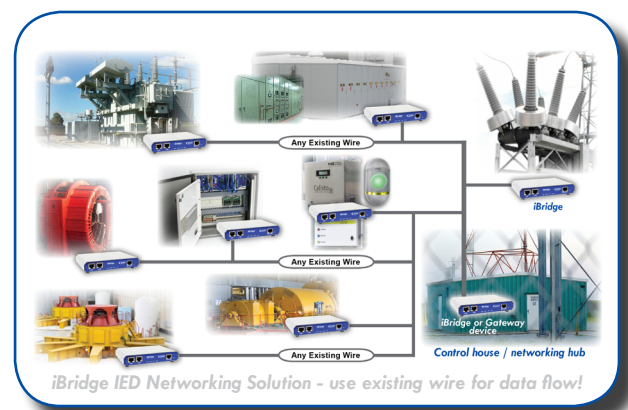 Any Existing Wire
iBridge
Any Existing Wire
iBridge or Gateway
device
Any Existing Wire
Control house / networking hub
iBridge IED Networking Solution - use existing wire for data flow!